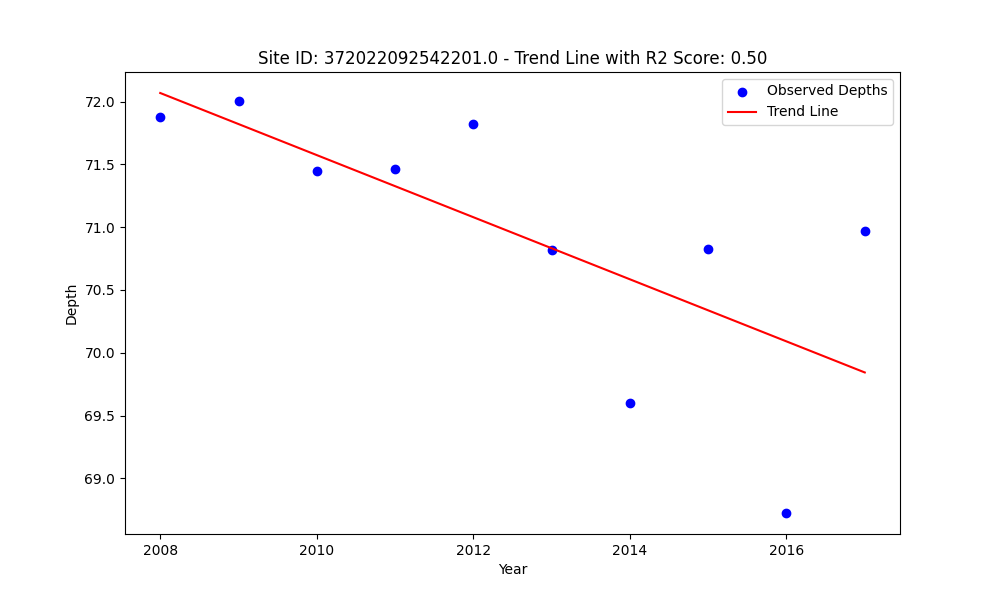 Site ID: 372022092542201.0 - Trend Line with R2 Score: 0.50
Observed Depths
Trend Line
72.0
71.5
71.0
70.5
70.0
69.5
69.0
Depth
2008
2010
2012
2014
2016
Year